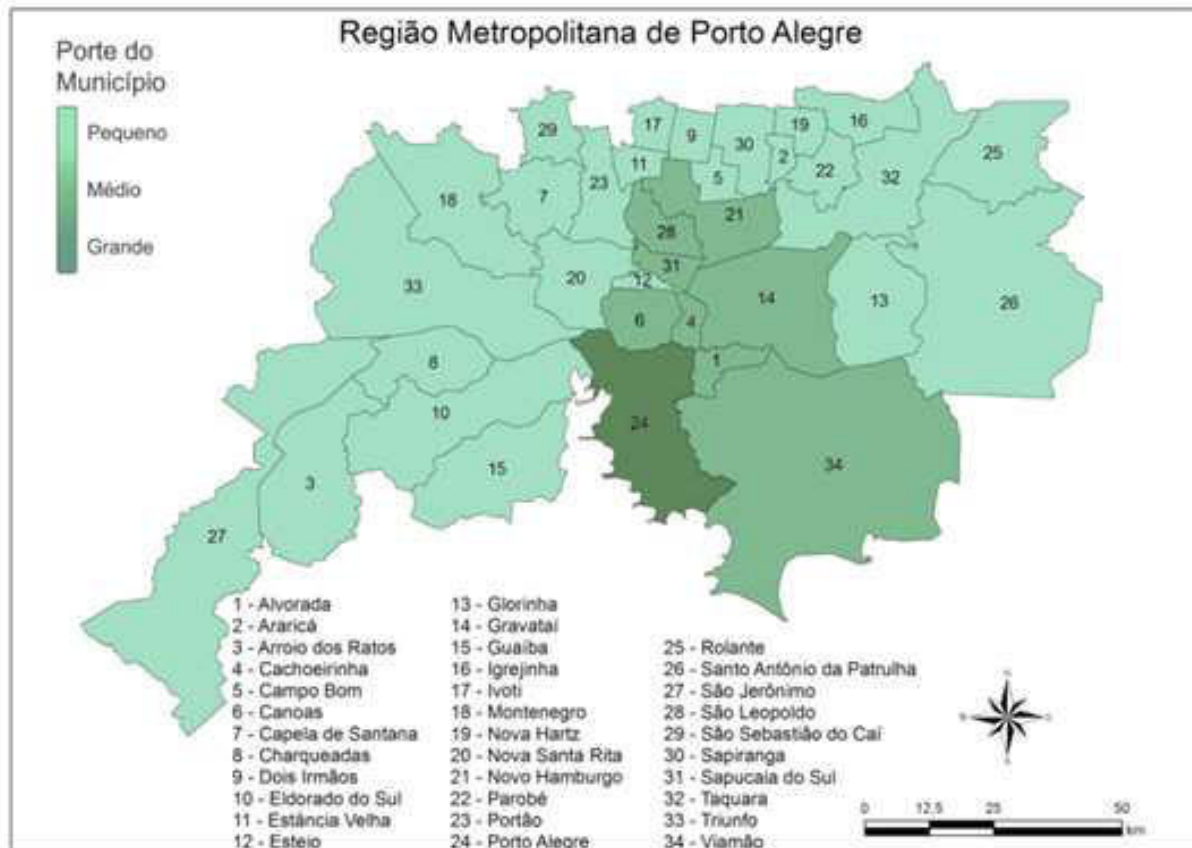 Região Metropolitana de Porto Alegre
Porte do
Município
Pequeno
Médio
Grande
29
17
9
30
19
16
25
11
2
5
22
32
18
7
23
21
28
31
20
12
33
14
13
26
6
4
1
8
10
24
15
34
3
27
1 - Alvorada
2 - Araricá
3 - Arroio dos Ratos
4 - Cachoeirinha
5 - Campo Bom
6 - Canoas
7 - Capela de Santana
8 - Charqueadas
9 - Dois Irmãos
10 - Eldorado do Sul
11 - Estância Velha
12 - Esteio
13 - Glorinha
14 - Gravataí
15 - Guaíba
16 - Igrejinha
17 - Ivoti
18 - Montenegro
19 - Nova Hartz
20 - Nova Santa Rita
21 - Novo Hamburgo
22 - Parobé
23 - Portão
24 - Porto Alegre
25 - Rolante
26 - Santo Antônio da Patrulha
27 - São Jerônimo
28 - São Leopoldo
29 - São Sebastião do Caí
30 - Sapiranga
31 - Sapucaia do Sul
32 - Taquara
33 - Triunfo
34 - Viamão
0 12,5 25 50
km